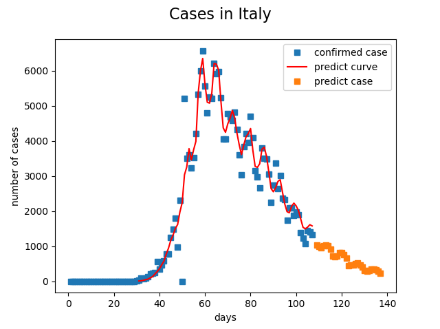 Cases in Italy
confirmed case
predict curve
predict case
6000
5000
4000
3000
2000
1000
0
number of cases
0 20 40 60 80 100 120 140
days